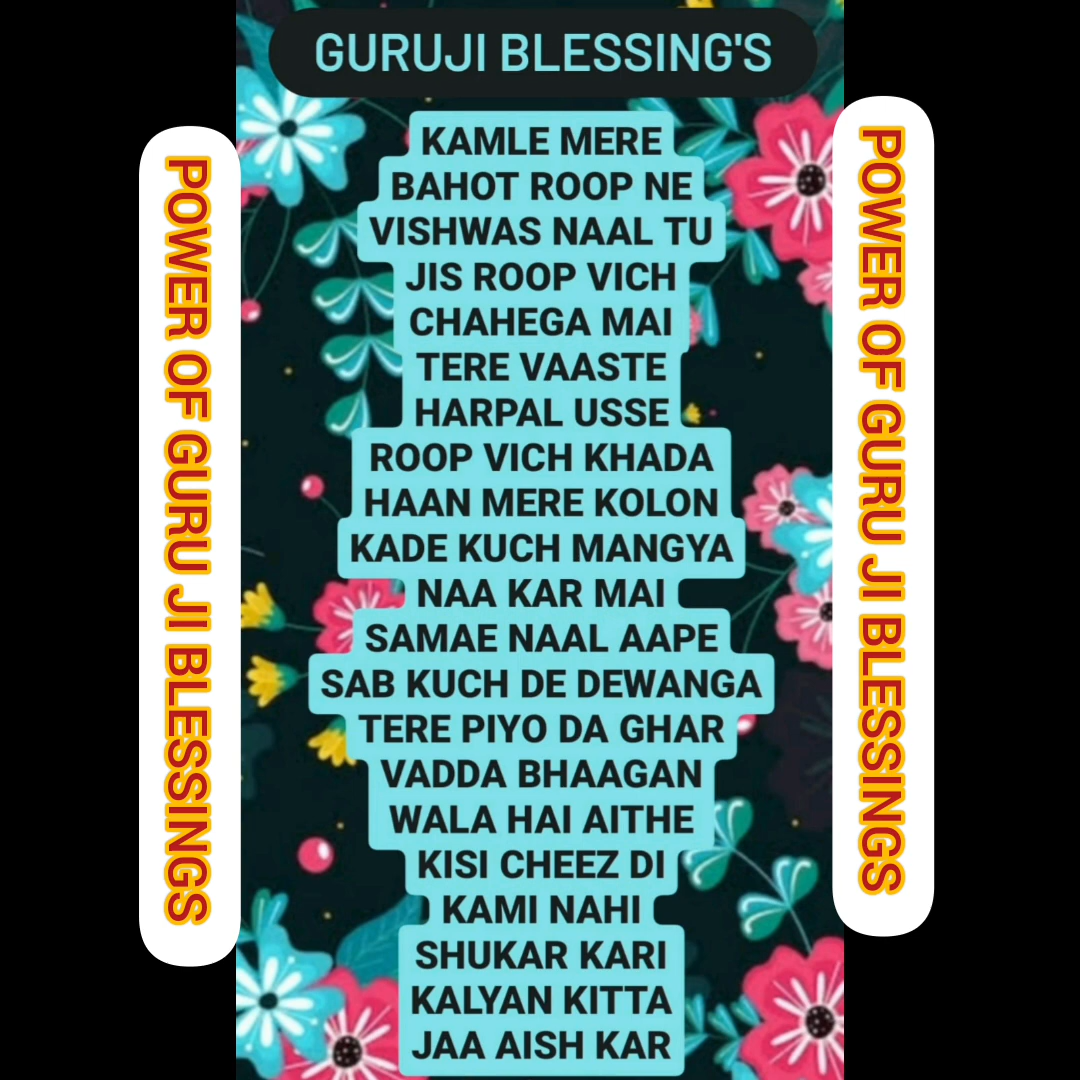 GURUJI BLESSING'S
KAMLE MERE
BAHOT ROOP NE
VISHWAS NAAL TU
JIS ROOP VICH
CHAHEGA MAI
TERE VAASTE
HARPAL USSE
ROOP VICH KHADA
HAAN MERE KOLON
KADE KUCH MANGYA
NAA KAR MAI
SAMAE NAAL AAPE
SAB KUCH DE DEWANGA
TERE PIYO DA GHAR
VADDA BHAAGAN
WALA HAI AITHE
KISI CHEEZ DI
KAMI NAHI
SHUKAR KARI
KALYAN KITTA
JAA AISH KAR
POWER OF GURU JI BLESSINGS
POWER OF GURU JI BLESSINGS